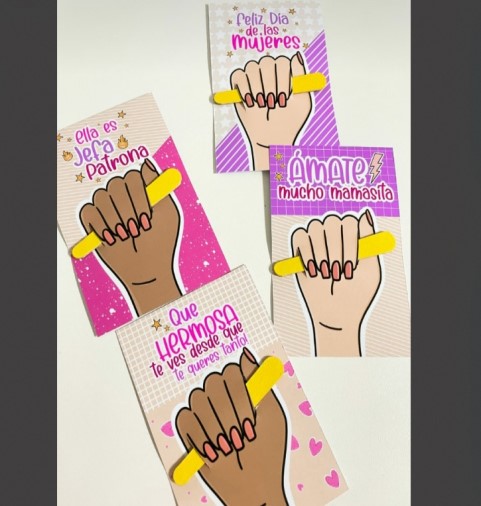 Feliz Día
de las
mujeres
Ella es
Jefa
Patrona
ÁMATE
mucho mamasita
Que
HERMOSA
te ves desde que
te queres tanto!